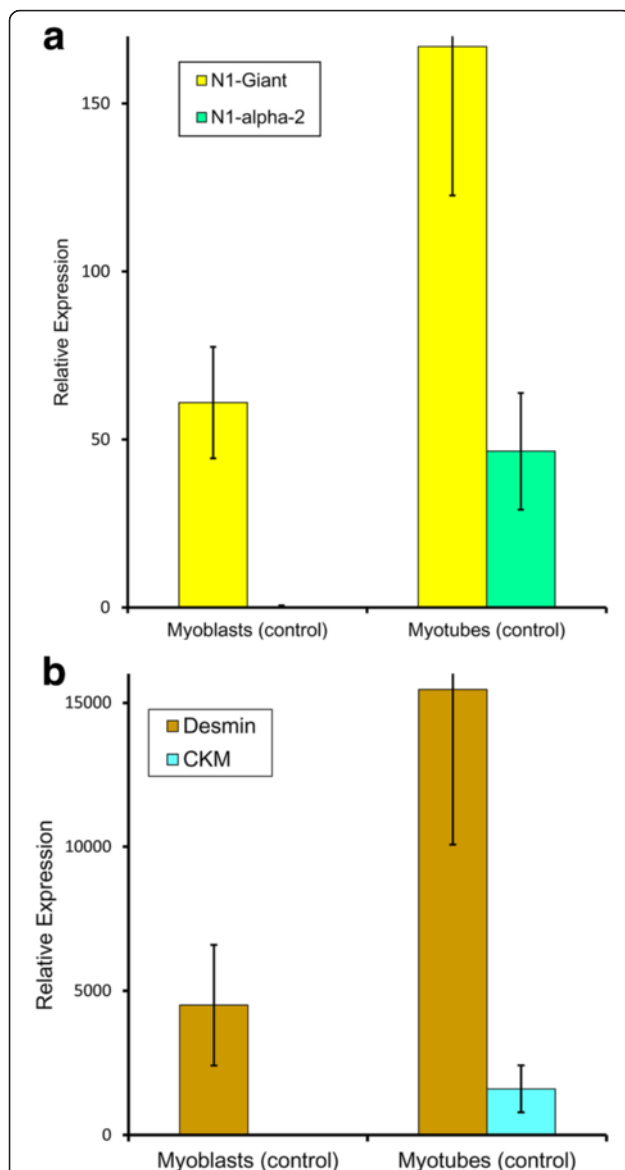 a
N1-Giant
N1-alpha-2
150
100
50
0
Relative Expression
Myoblasts (control)
Myotubes (control)
b
Desmin
CKM
15000
10000
5000
0
Relative Expression
Myoblasts (control)
Myotubes (control)